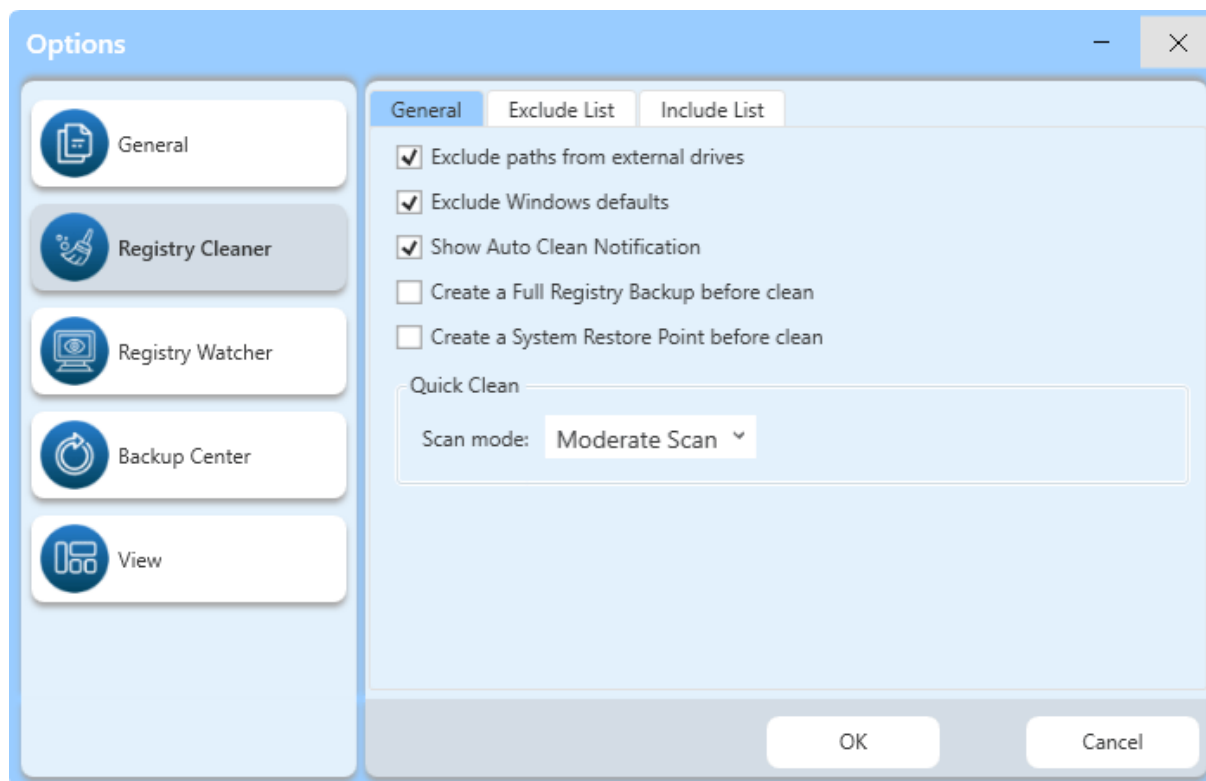 Options
General
Registry Cleaner
Registry Watcher
Backup Center
View
General
Exclude List
Include List
Exclude paths from external drives
Exclude Windows defaults
Show Auto Clean Notification
Create a Full Registry Backup before clean
Create a System Restore Point before clean
Quick Clean
Scan mode: Moderate Scan
OK
Cancel